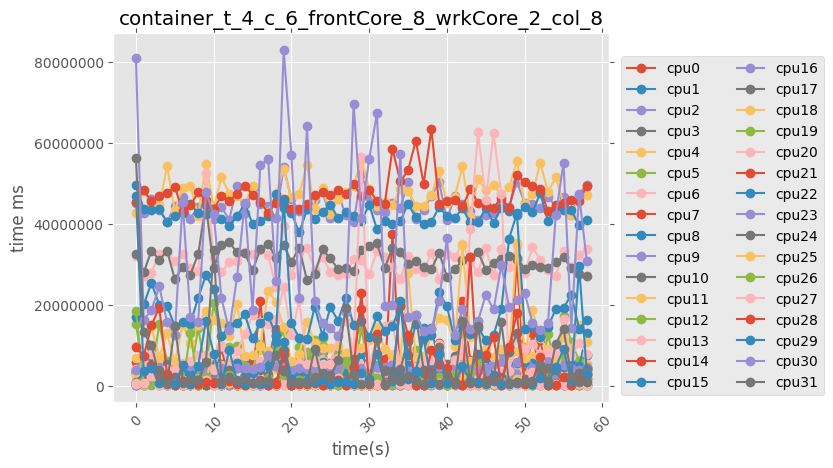 container_t_4_c_6_frontCore_8_wrkCore_2_col_8
80000000
60000000
40000000
20000000
0
time ms
0
10
20
30
40
50
60
time(s)
cpu0
cpu1
cpu2
cpu3
cpu4
cpu5
cpu6
cpu7
cpu8
cpu9
cpu10
cpu11
cpu12
cpu13
cpu14
cpu15
cpu16
cpu17
cpu18
cpu19
cpu20
cpu21
cpu22
cpu23
cpu24
cpu25
cpu26
cpu27
cpu28
cpu29
cpu30
cpu31